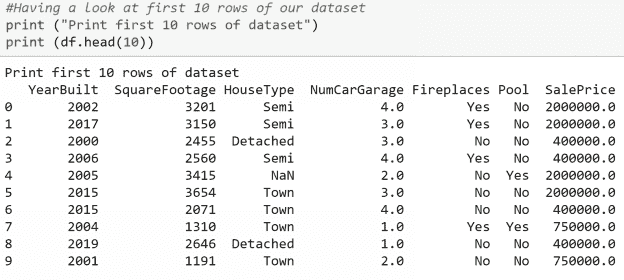 #Having a look at first 10 rows of our dataset
print ("Print first 10 rows of dataset")
print (df.head(10))
Print first 10 rows of dataset
YearBuilt SquareFootage HouseType NumCarGarage Fireplaces Pool SalePrice
0 2002 3201 Semi 4.0 Yes No 2000000.0
1 2017 3150 Semi 3.0 Yes No 2000000.0
2 2000 2455 Detached 3.0 No No 400000.0
3 2006 2560 Semi 4.0 Yes No 400000.0
4 2005 3415 NaN 2.0 No Yes 2000000.0
5 2015 3654 Town 3.0 No No 2000000.0
6 2015 2071 Town 4.0 No No 400000.0
7 2004 1310 Town 1.0 Yes Yes 750000.0
8 2019 2646 Detached 1.0 No No 400000.0
9 2001 1191 Town 2.0 No No 750000.0